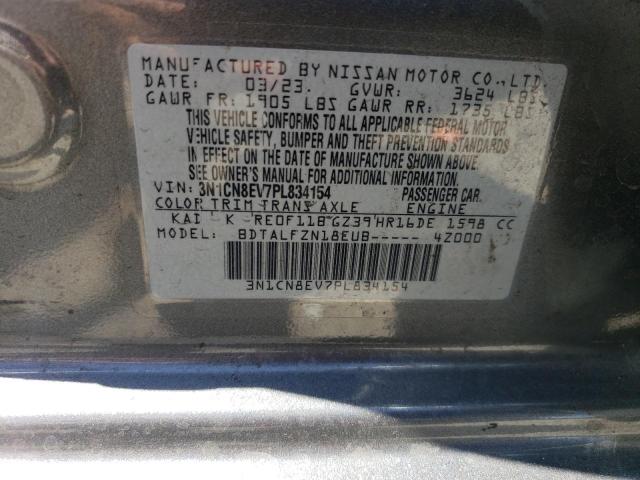 MANUFACTURED BY NISSAN MOTOR CO., LTD.
DATE: 03/23. GVWR: 3624 LBS
GAWR FR: 1905 LBS GAWR RR: 1735 LBS
THIS VEHICLE CONFORMS TO ALL APPLICABLE FEDERAL MOTOR
VEHICLE SAFETY, BUMPER AND THEFT PREVENTION STANDARDS
IN EFFECT ON THE DATE OF MANUFACTURE SHOWN ABOVE.
SEE OWNER'S MANUAL FOR ADDITIONAL INFORMATION.
VIN: 3N1CN8EV7PL834154 PASSENGER CAR.
COLOR TRIM TRANS AXLE ENGINE
KAI K RE0F11B GZ39 HR16DE 1598 CC
MODEL: BDTALFZN18EUB----- 4Z000
3N1CN8EV7PL834154